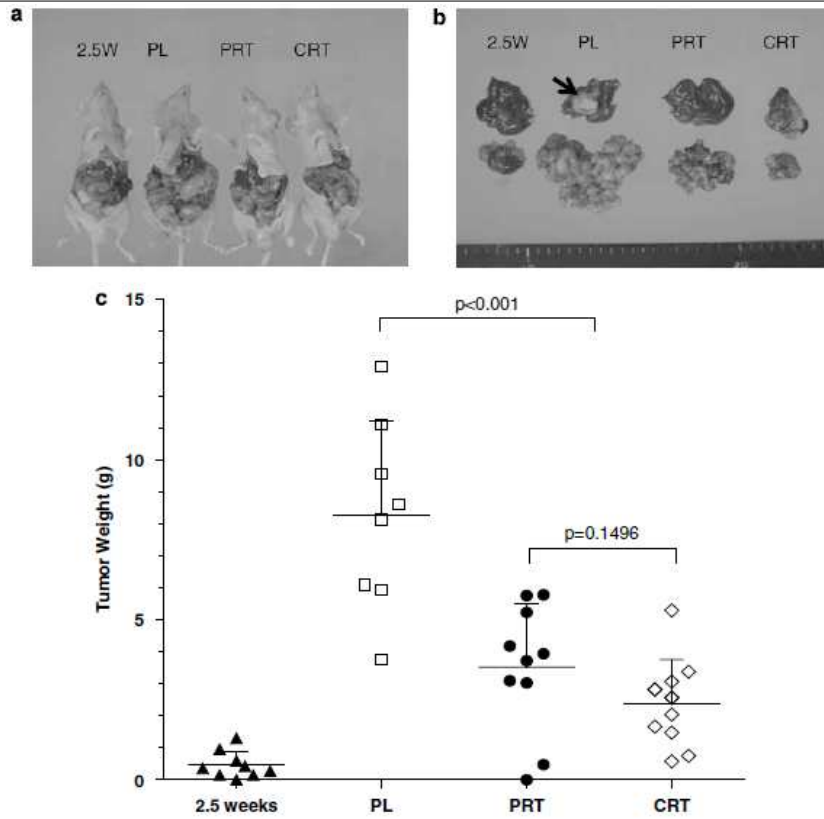 a
2.5W PL PRT CRT
b
2.5W PL PRT CRT
c
15
p<0.001
10
p=0.1496
5
0
Tumor Weight (g)
2.5 weeks PL PRT CRT